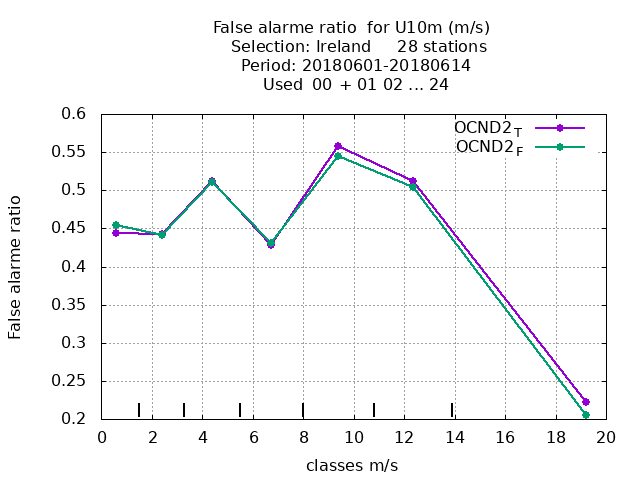 False alarme ratio  for U10m (m/s)
Selection: Ireland     28 stations
Period: 20180601-20180614
Used  00 + 01 02 ... 24
OCND2T
OCND2F
False alarme ratio
0.6
0.55
0.5
0.45
0.4
0.35
0.3
0.25
0.2
0 2 4 6 8 10 12 14 16 18 20
classes m/s